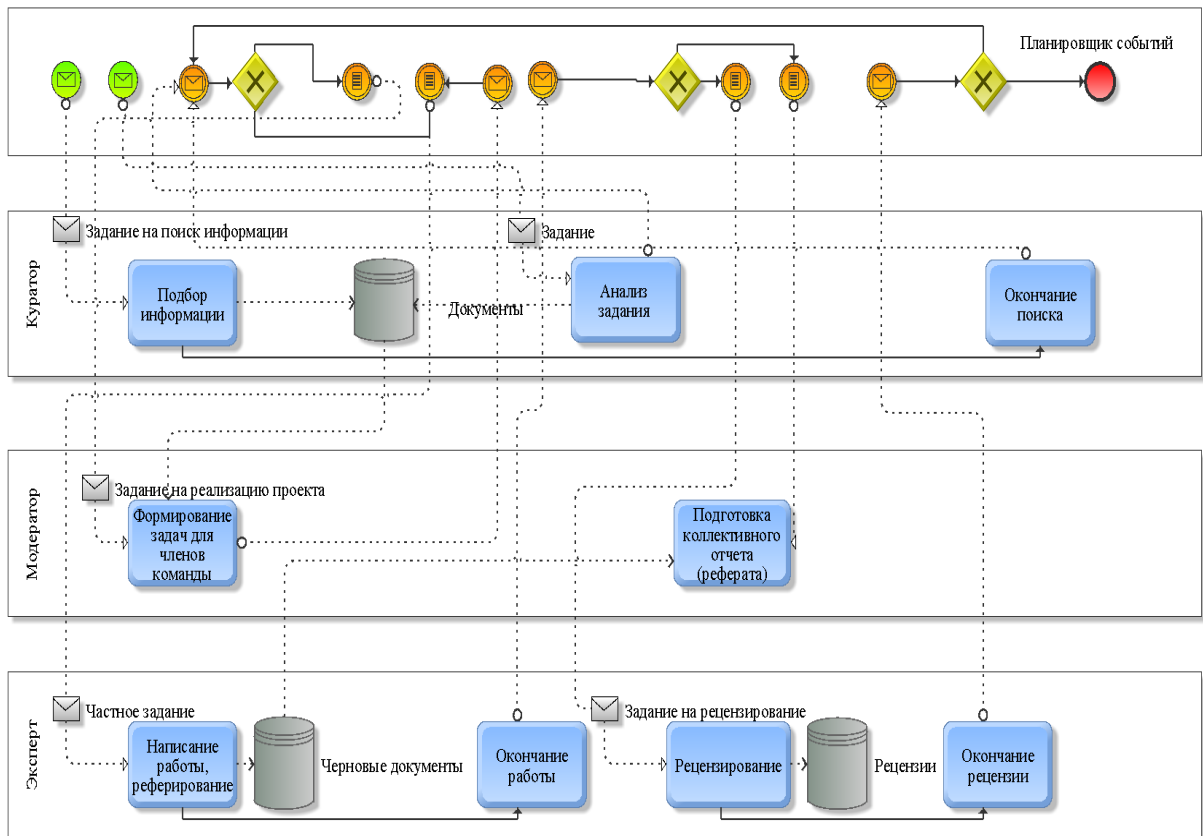 Планировщик событий
Куратор
Задание на поиск информации
Задание
Подбор
информации
Документы
Анализ
задания
Окончание
поиска
Модератор
Задание на реализацию проекта
Формирование
задач для
членов
команды
Подготовка
коллективного
отчета
(реферата)
Эксперт
Частное задание
Задание на рецензирование
Написание
работы,
реферирование
Черновые документы
Окончание
работы
Рецензирование
Рецензии
Окончание
рецензии